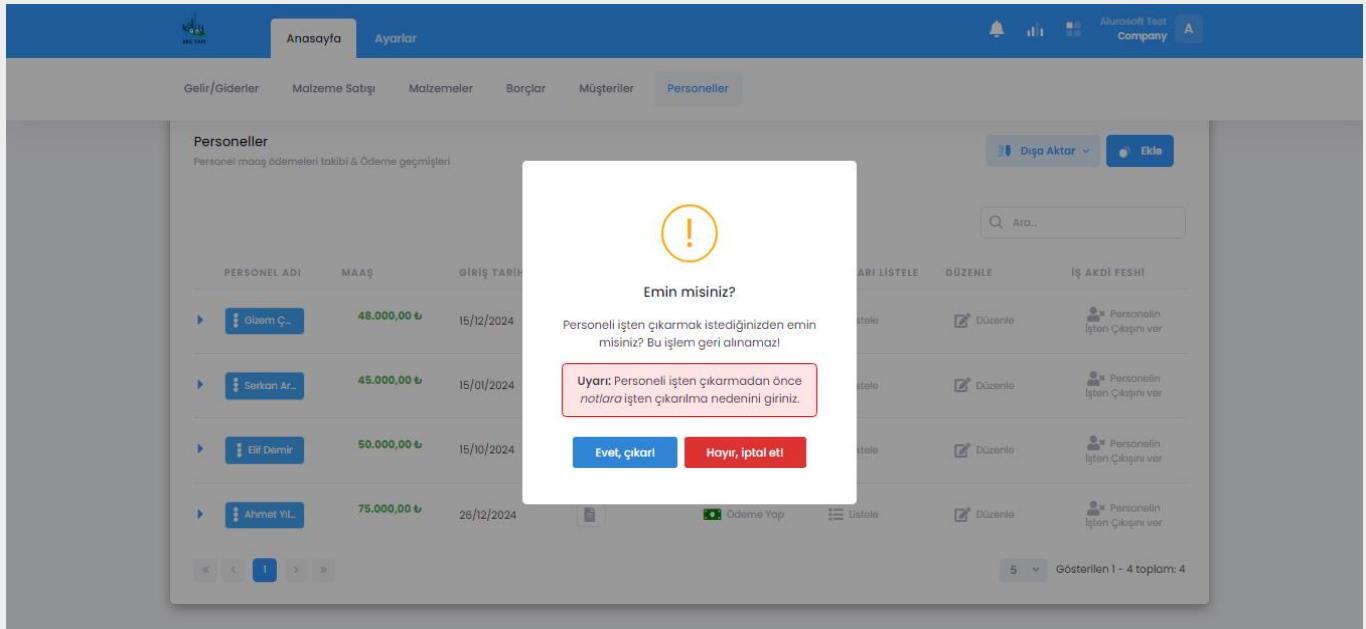 Anasayfa Ayarlar Alurosoft Test
Company A
Gelir/Giderler Malzeme Satışı Malzemeler Borçlar Müşteriler Personeller
Personeller
Personel maaş ödemeleri takibi & Ödeme geçmişleri
Dışa Aktar Ekle
Ara...
PERSONEL ADI MAAŞ GİRİŞ TARİH ARI LİSTELE DÜZENLE İŞ AKDİ FESHİ
Gizem Ç... 48.000,00 ₺ 15/12/2024 stele Düzenle Personelin
İşten Çıkışını ver
Serkan Ar... 45.000,00 ₺ 15/01/2024 stele Düzenle Personelin
İşten Çıkışını ver
Elif Demir 50.000,00 ₺ 15/10/2024 stele Düzenle Personelin
İşten Çıkışını ver
Ahmet Yıl... 75.000,00 ₺ 26/12/2024 Ödeme Yap Listele Düzenle Personelin
İşten Çıkışını ver
« ‹ 1 › » 5 Gösterilen 1 - 4 toplam: 4
!
Emin misiniz?
Personeli işten çıkarmak istediğinizden emin
misiniz? Bu işlem geri alınamaz!
Uyarı: Personeli işten çıkarmadan önce
notlara işten çıkarılma nedenini giriniz.
Evet, çıkar! Hayır, iptal et!